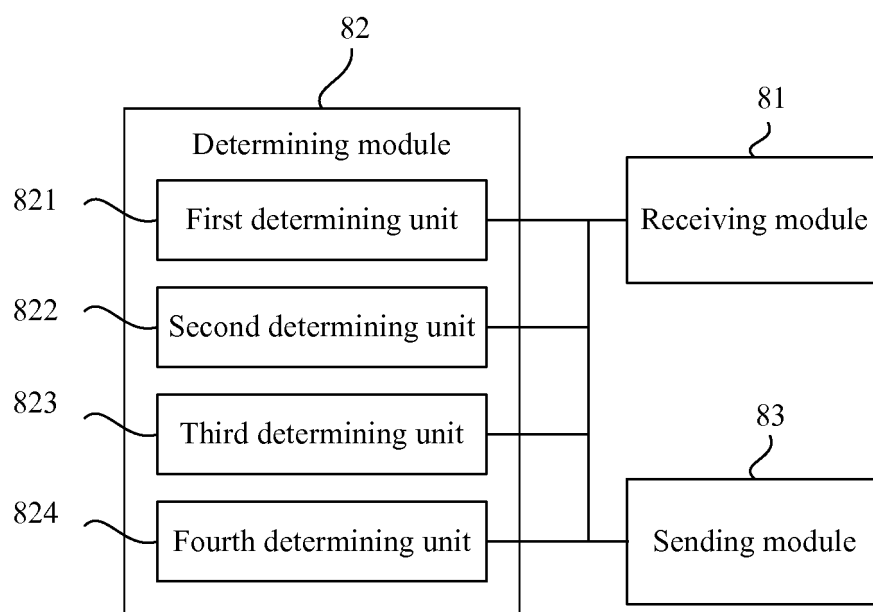 82
Determining module
81
821
First determining unit
Receiving module
822
Second determining unit
823
Third determining unit
83
824
Fourth determining unit
Sending module